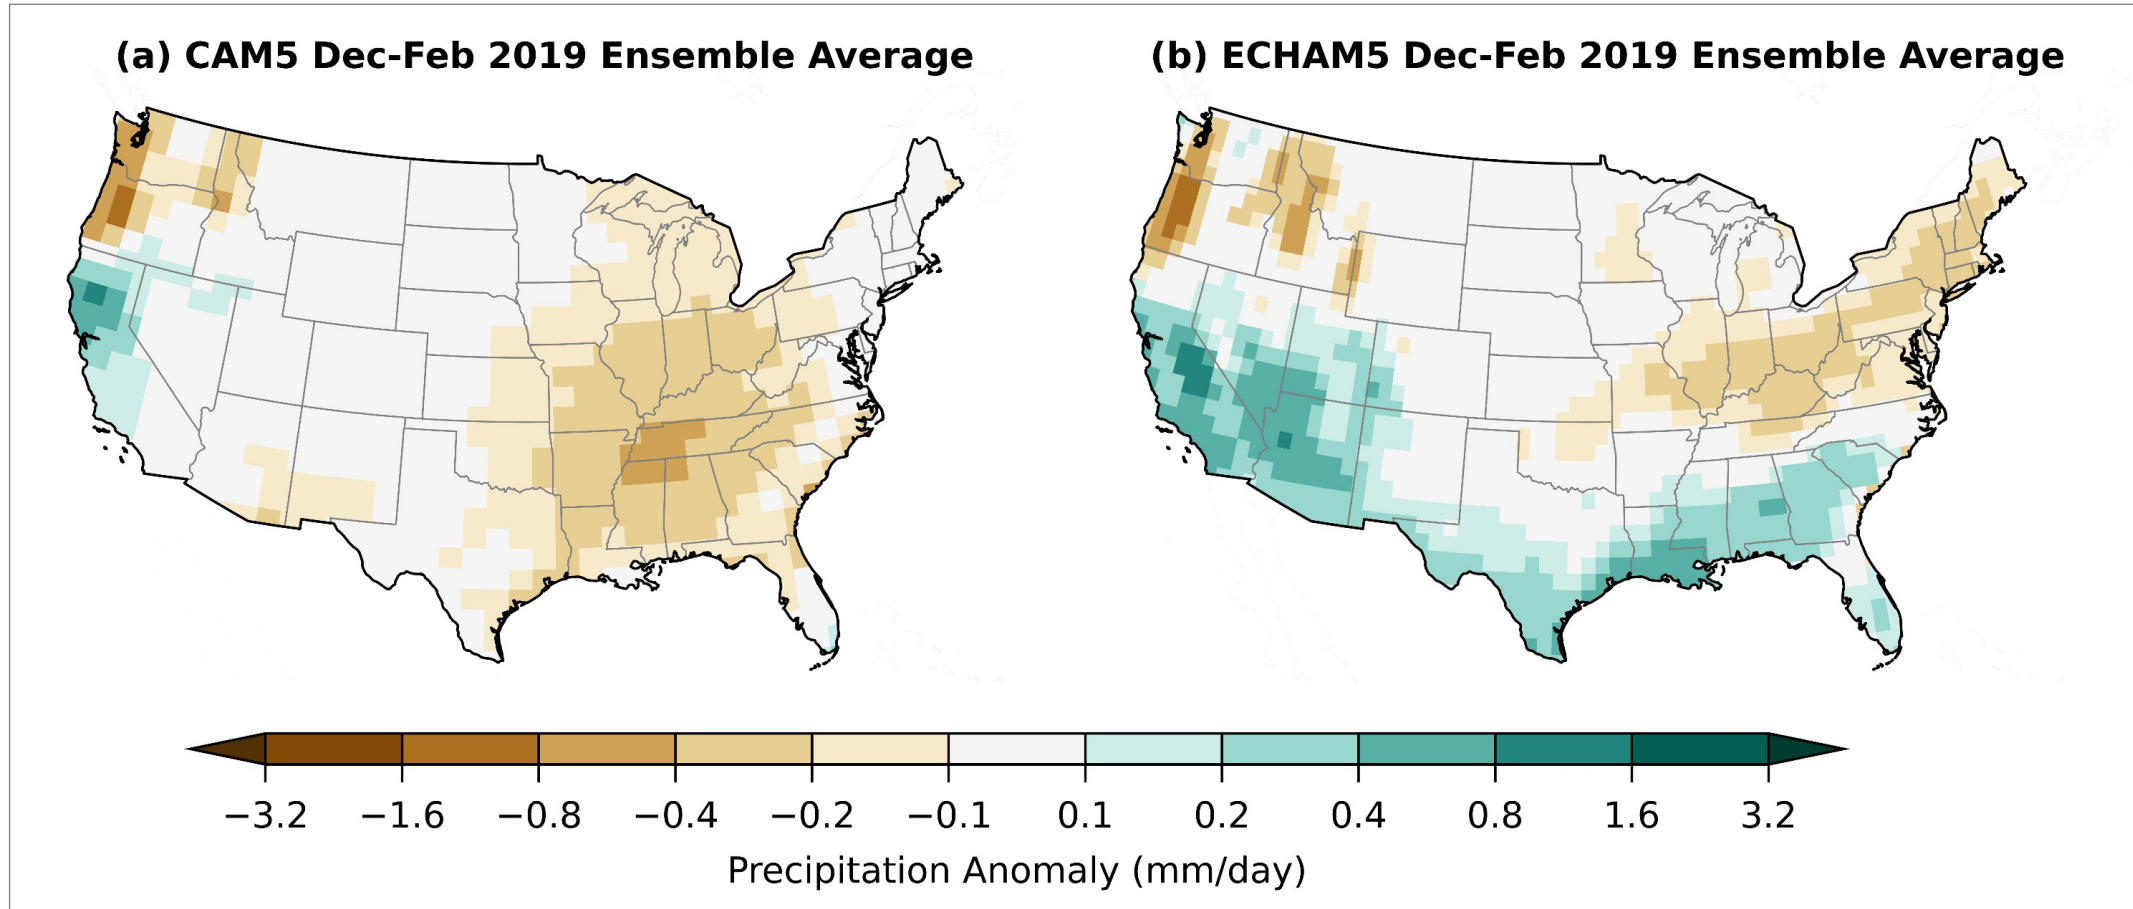 (a) CAM5 Dec-Feb 2019 Ensemble Average
(b) ECHAM5 Dec-Feb 2019 Ensemble Average
−3.2 −1.6 −0.8 −0.4 −0.2 −0.1 0.1 0.2 0.4 0.8 1.6 3.2
Precipitation Anomaly (mm/day)